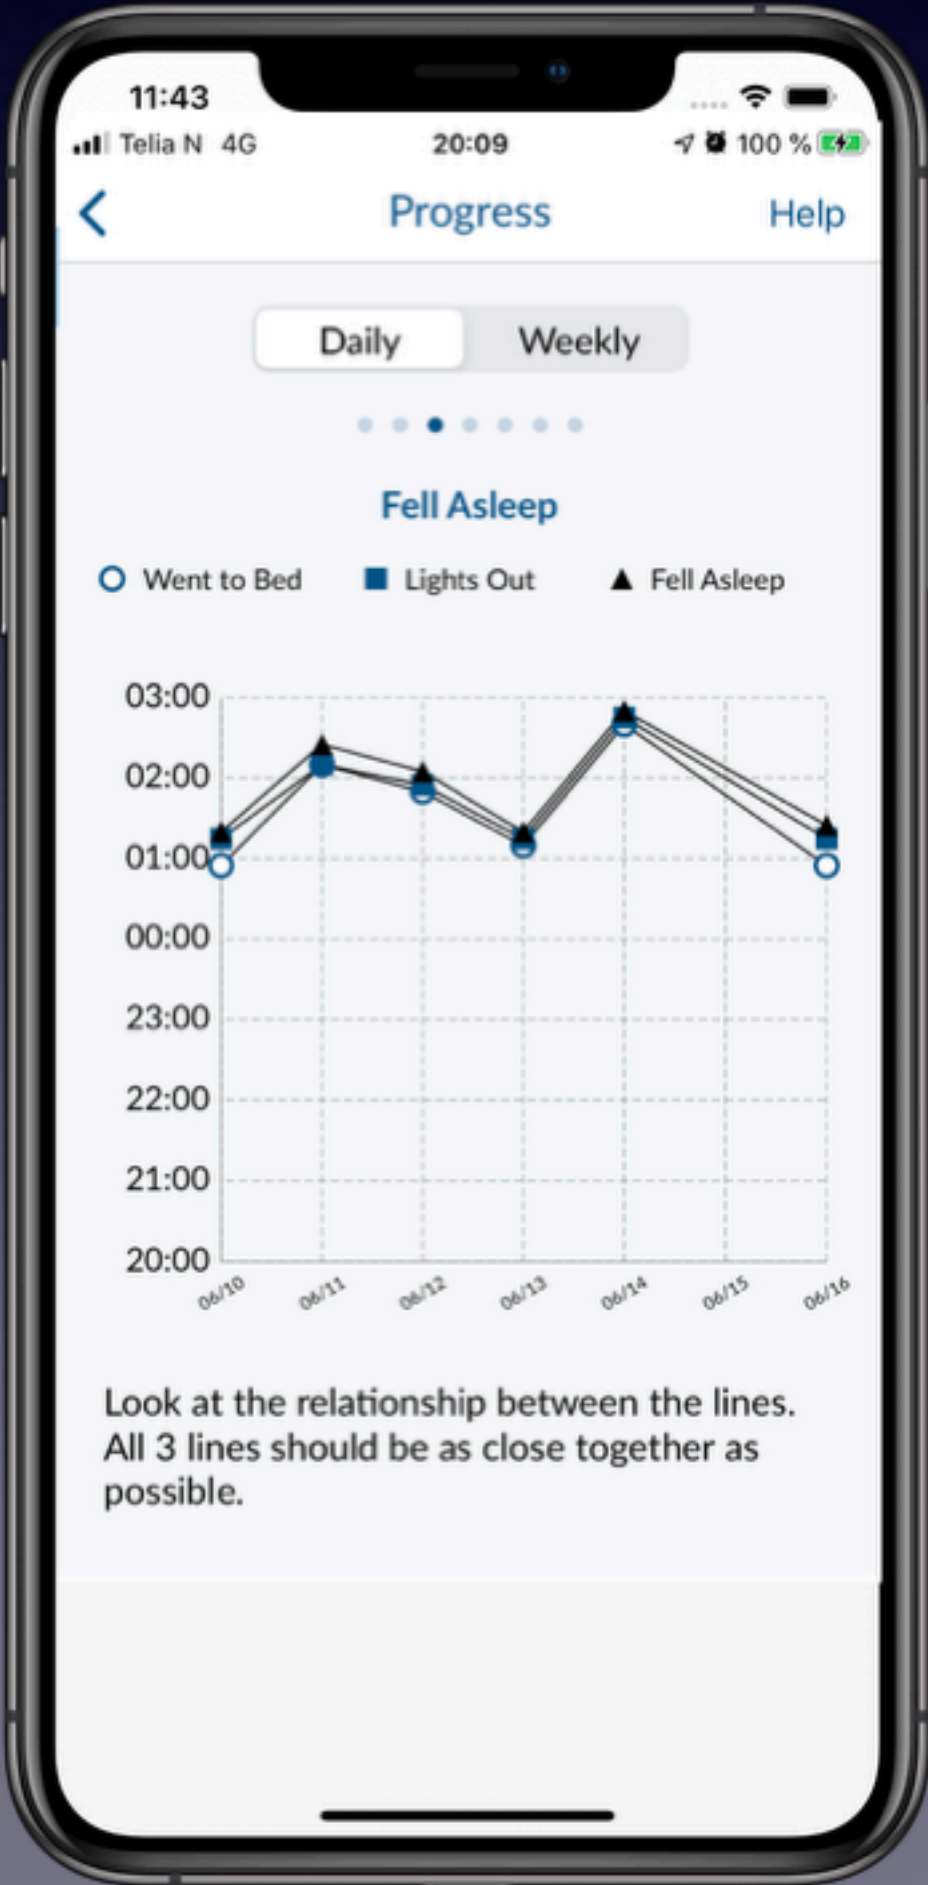 11:43
Telia N 4G 20:09 100 %
Progress Help
Daily Weekly
Fell Asleep
Went to Bed Lights Out Fell Asleep
03:00
02:00
01:00
00:00
23:00
22:00
21:00
20:00
06/10 06/11 06/12 06/13 06/14 06/15 06/16
Look at the relationship between the lines.
All 3 lines should be as close together as
possible.